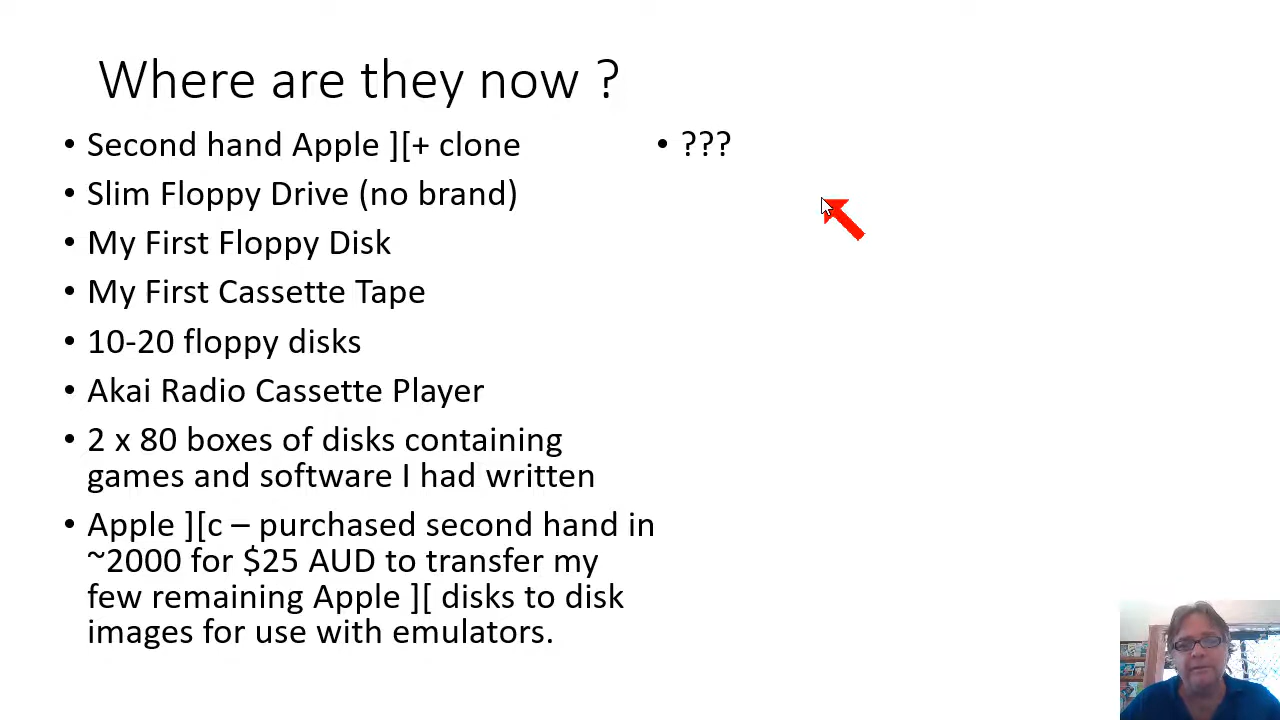 Where are they now ?
• Second hand Apple ][+ clone
• Slim Floppy Drive (no brand)
• My First Floppy Disk
• My First Cassette Tape
• 10-20 floppy disks
• Akai Radio Cassette Player
• 2 x 80 boxes of disks containing
games and software I had written
• Apple ][c – purchased second hand in
~2000 for $25 AUD to transfer my
few remaining Apple ][ disks to disk
images for use with emulators.
• ???